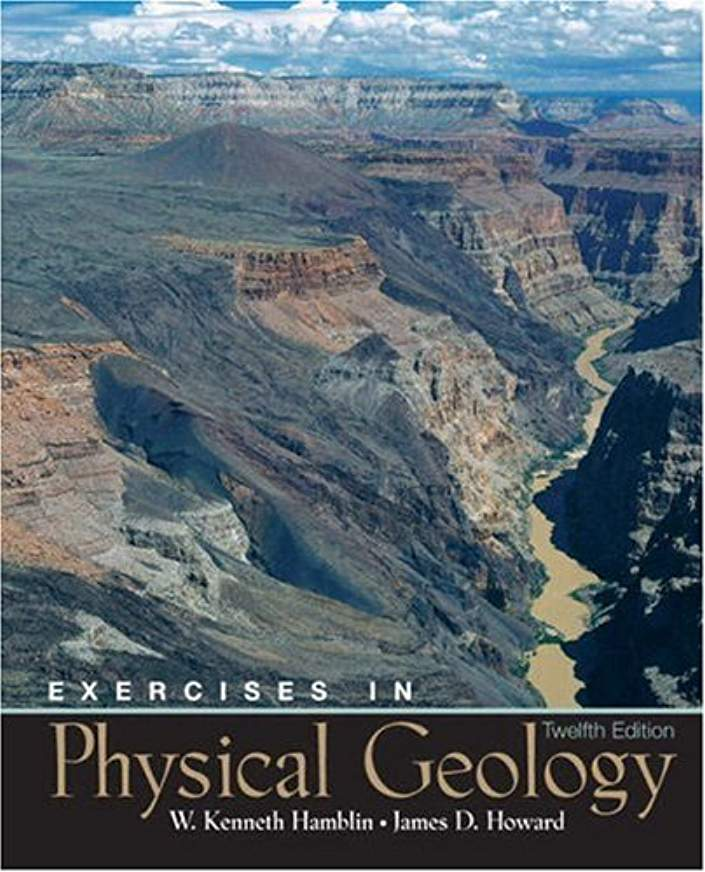 EXERCISES IN
Twelfth Edition
Physical Geology
W. Kenneth Hamblin • James D. Howard